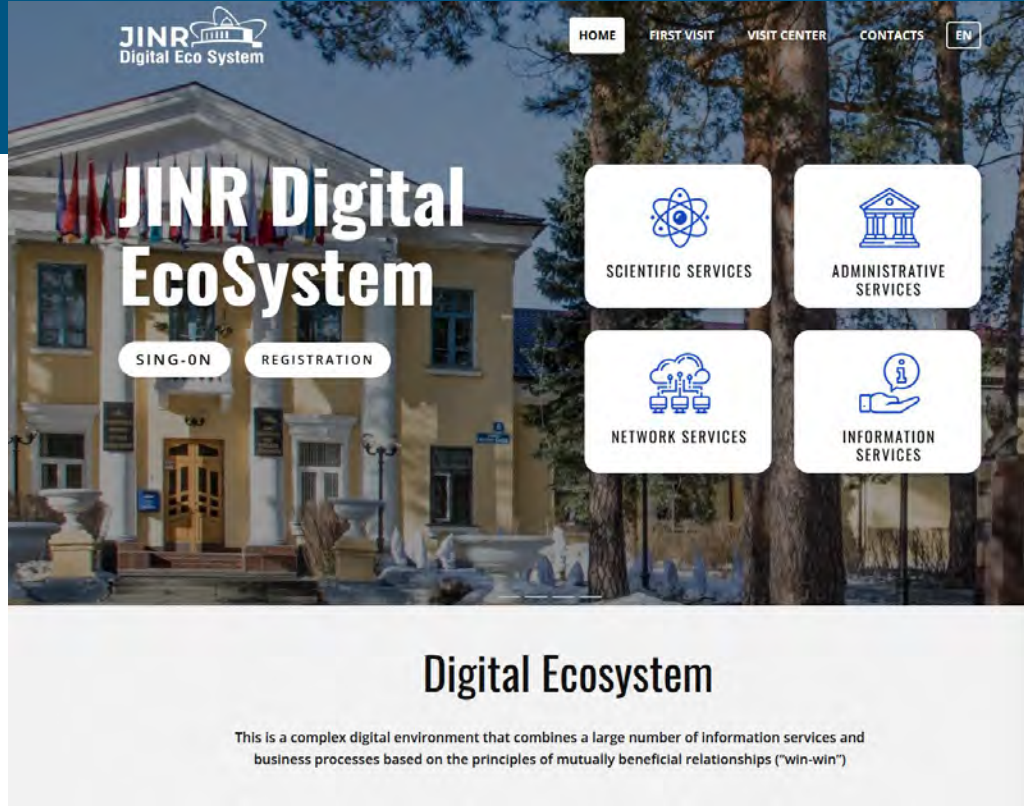 JINR
Digital Eco System
HOME
FIRST VISIT
VISIT CENTER
CONTACTS
EN
JINR Digital
EcoSystem
SING-0N
REGISTRATION
SCIENTIFIC SERVICES
ADMINISTRATIVE
SERVICES
NETWORK SERVICES
INFORMATION
SERVICES
Digital Ecosystem
This is a complex digital environment that combines a large number of information services and
business processes based on the principles of mutually beneficial relationships ("win-win")